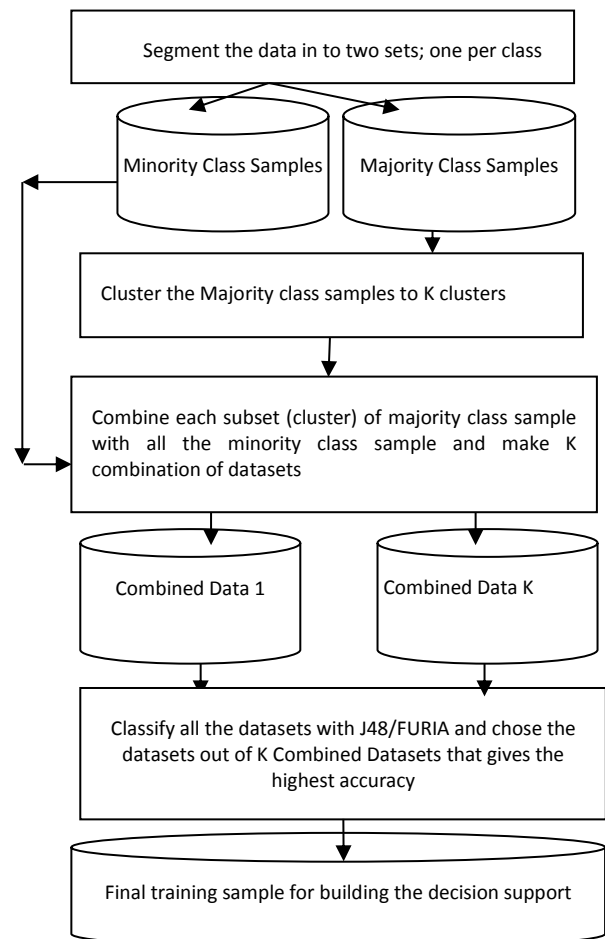 Segment the data in to two sets; one per class
Minority Class Samples
Majority Class Samples
Cluster the Majority class samples to K clusters
Combine each subset (cluster) of majority class sample
with all the minority class sample and make K
combination of datasets
Combined Data 1
Combined Data K
Classify all the datasets with J48/FURIA and chose the
datasets out of K Combined Datasets that gives the
highest accuracy
Final training sample for building the decision support